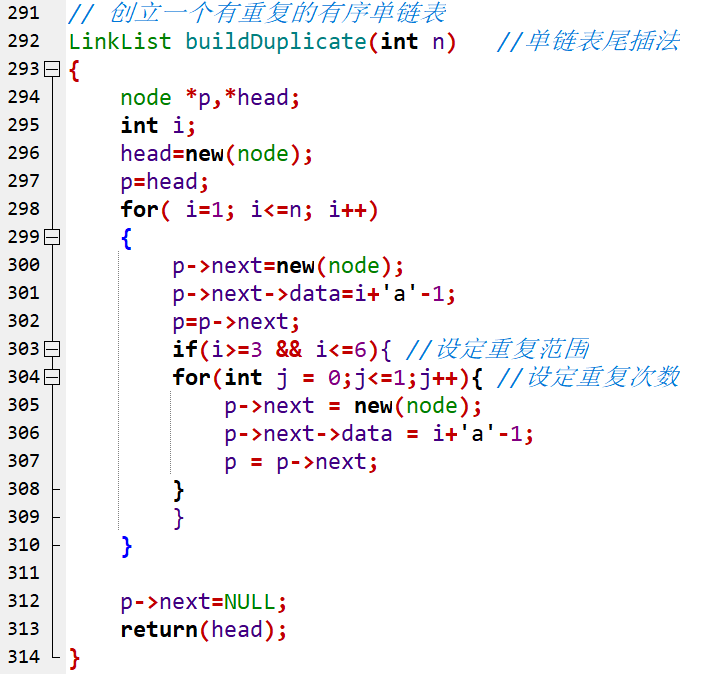 291 // 创立一个有重复的有序单链表
292 LinkList buildDuplicate(int n)   //单链表尾插法
293 {
294     node *p,*head;
295     int i;
296     head=new(node);
297     p=head;
298     for( i=1; i<=n; i++)
299     {
300         p->next=new(node);
301         p->next->data=i+'a'-1;
302         p=p->next;
303         if(i>=3 && i<=6){ //设定重复范围
304         for(int j = 0;j<=1;j++){ //设定重复次数
305             p->next = new(node);
306             p->next->data = i+'a'-1;
307             p = p->next;
308         }
309         }
310     }
311
312     p->next=NULL;
313     return(head);
314 }